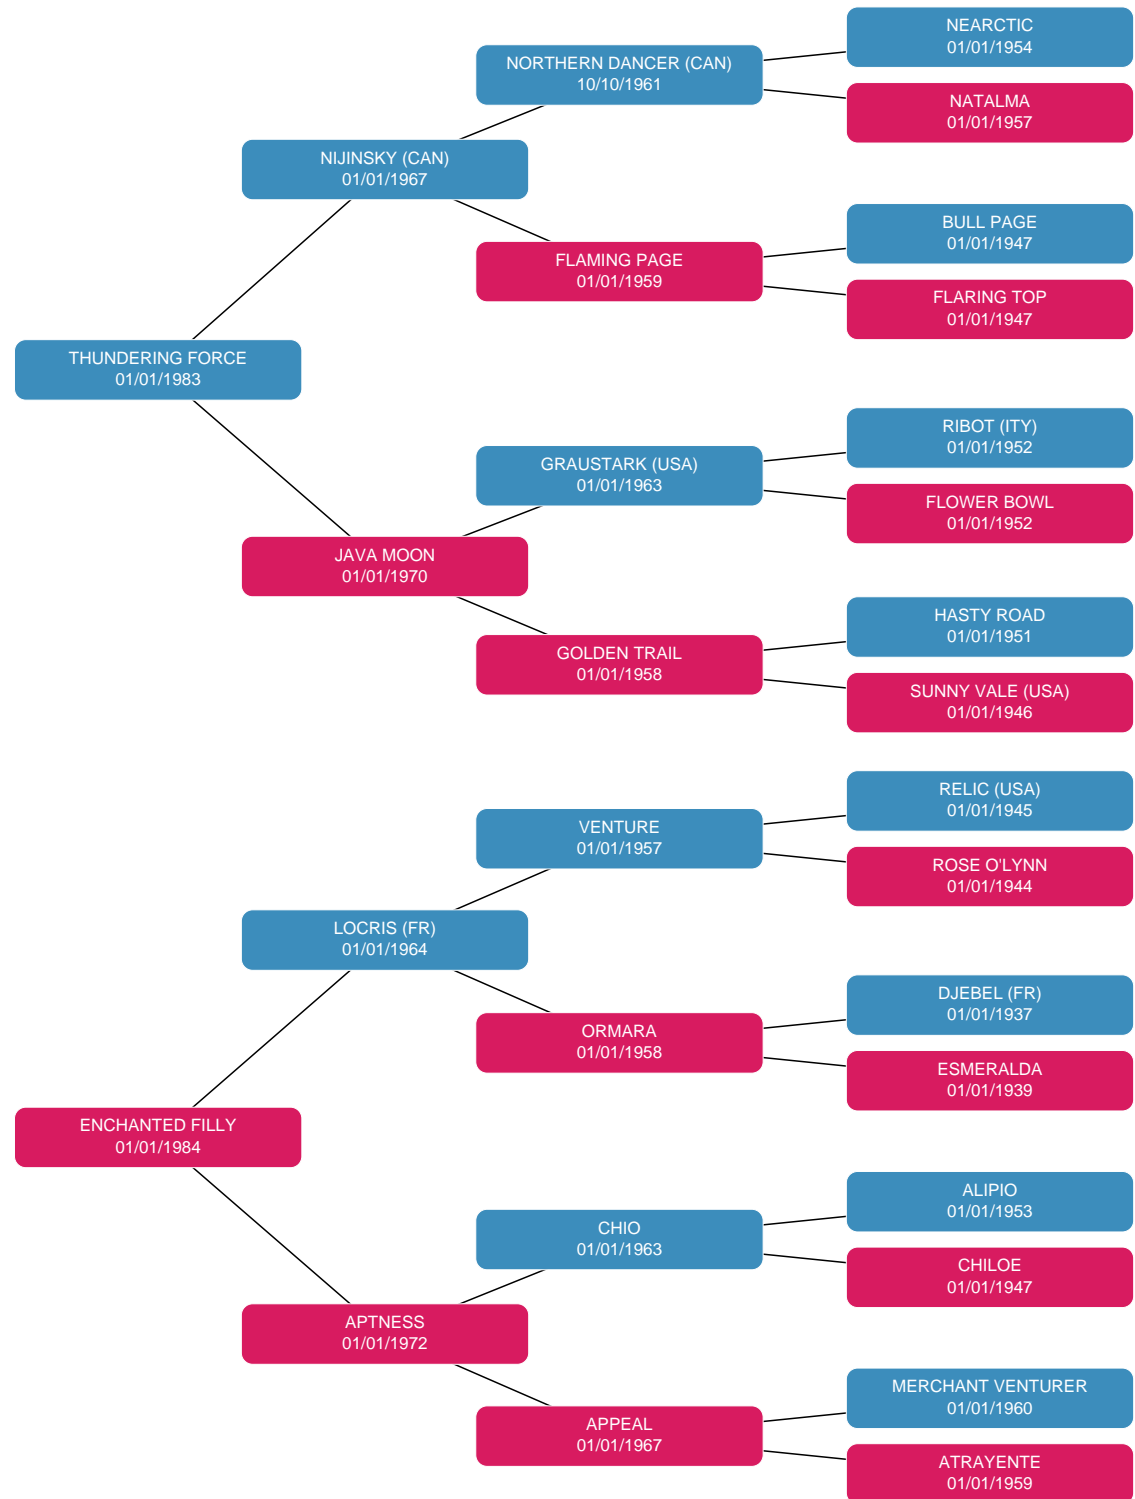 NEARCTIC
01/01/1954
NORTHERN DANCER (CAN)
10/10/1961
NATALMA
01/01/1957
NIJINSKY (CAN)
01/01/1967
BULL PAGE
01/01/1947
FLAMING PAGE
01/01/1959
FLARING TOP
01/01/1947
THUNDERING FORCE
01/01/1983
RIBOT (ITY)
01/01/1952
GRAUSTARK (USA)
01/01/1963
FLOWER BOWL
01/01/1952
JAVA MOON
01/01/1970
HASTY ROAD
01/01/1951
GOLDEN TRAIL
01/01/1958
SUNNY VALE (USA)
01/01/1946
RELIC (USA)
01/01/1945
VENTURE
01/01/1957
ROSE O'LYNN
01/01/1944
LOCRIS (FR)
01/01/1964
DJEBEL (FR)
01/01/1937
ORMARA
01/01/1958
ESMERALDA
01/01/1939
ENCHANTED FILLY
01/01/1984
ALIPIO
01/01/1953
CHIO
01/01/1963
CHILOE
01/01/1947
APTNESS
01/01/1972
MERCHANT VENTURER
01/01/1960
APPEAL
01/01/1967
ATRAYENTE
01/01/1959